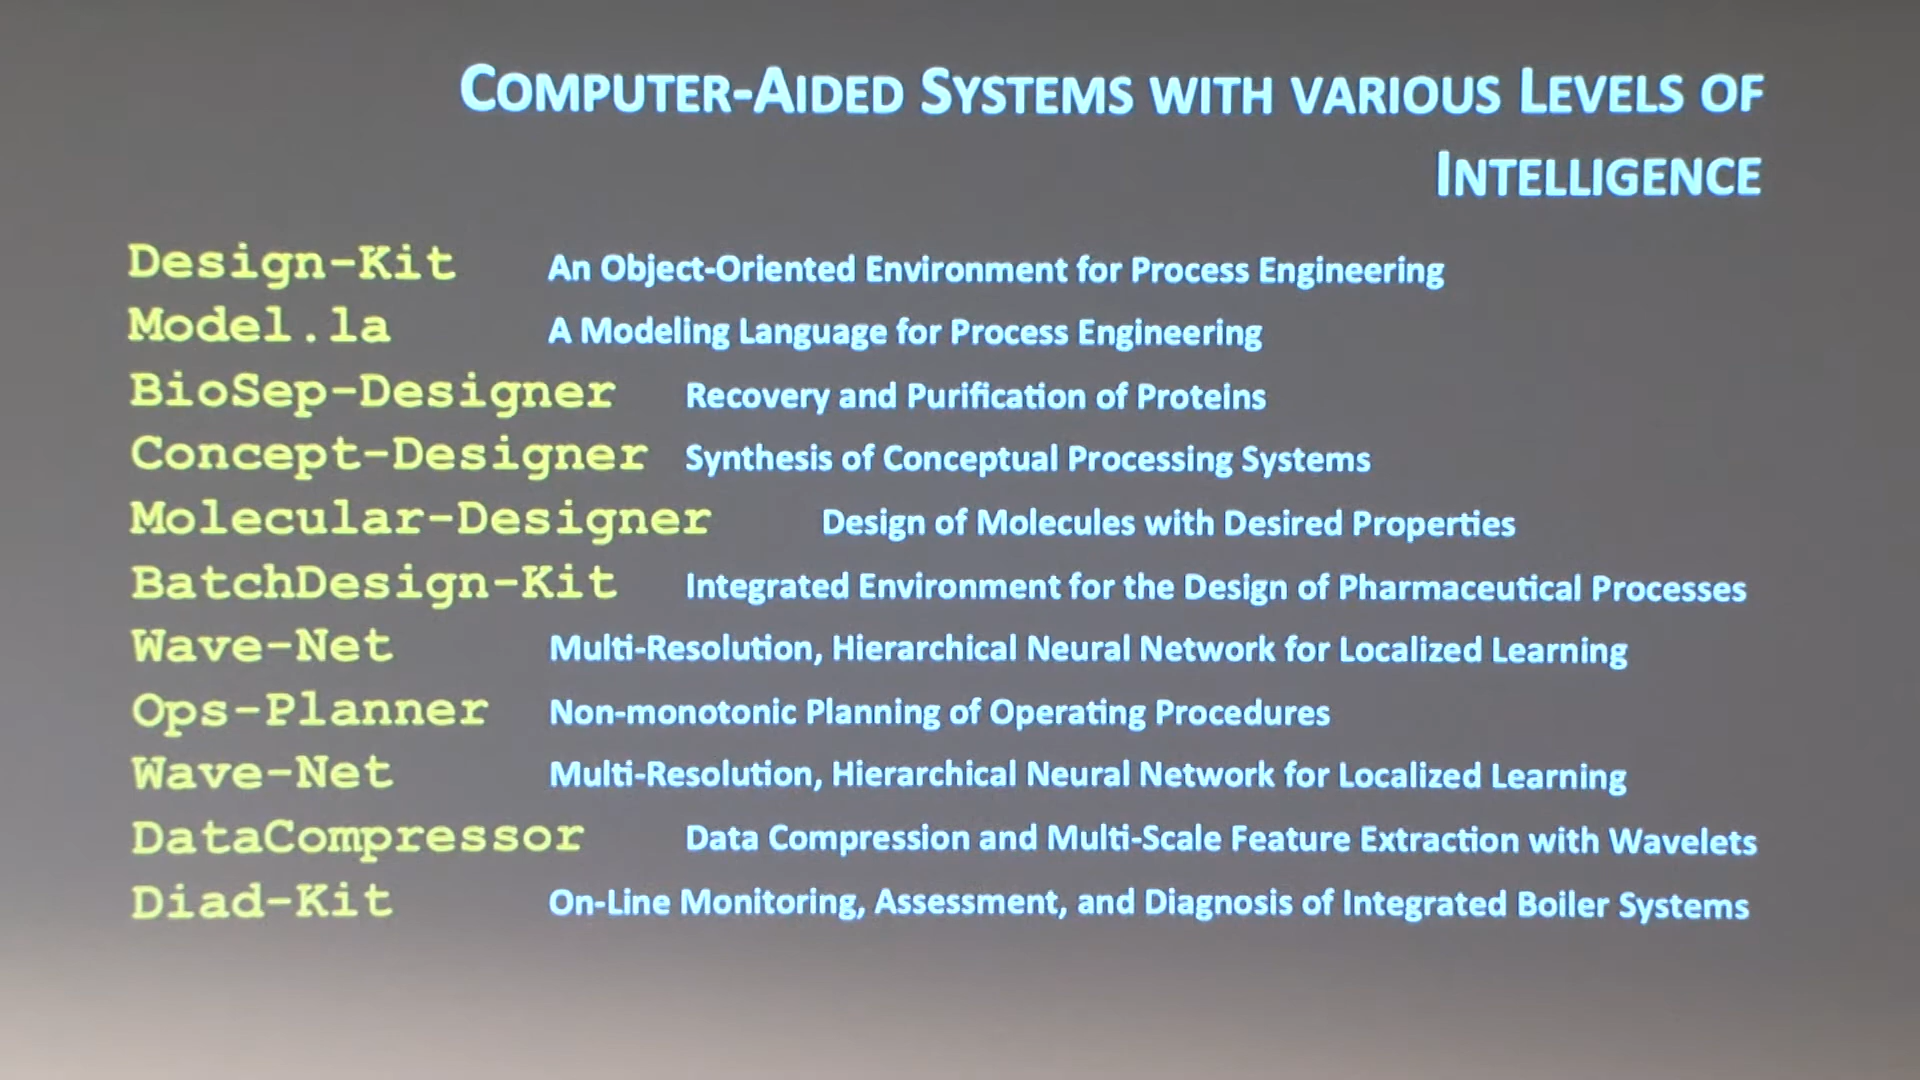 COMPUTER-AIDED SYSTEMS WITH VARIOUS LEVELS OF
INTELLIGENCE
Design-Kit An Object-Oriented Environment for Process Engineering
Model.la A Modeling Language for Process Engineering
BioSep-Designer Recovery and Purification of Proteins
Concept-Designer Synthesis of Conceptual Processing Systems
Molecular-Designer Design of Molecules with Desired Properties
BatchDesign-Kit Integrated Environment for the Design of Pharmaceutical Processes
Wave-Net Multi-Resolution, Hierarchical Neural Network for Localized Learning
Ops-Planner Non-monotonic Planning of Operating Procedures
Wave-Net Multi-Resolution, Hierarchical Neural Network for Localized Learning
DataCompressor Data Compression and Multi-Scale Feature Extraction with Wavelets
Diad-Kit On-Line Monitoring, Assessment, and Diagnosis of Integrated Boiler Systems